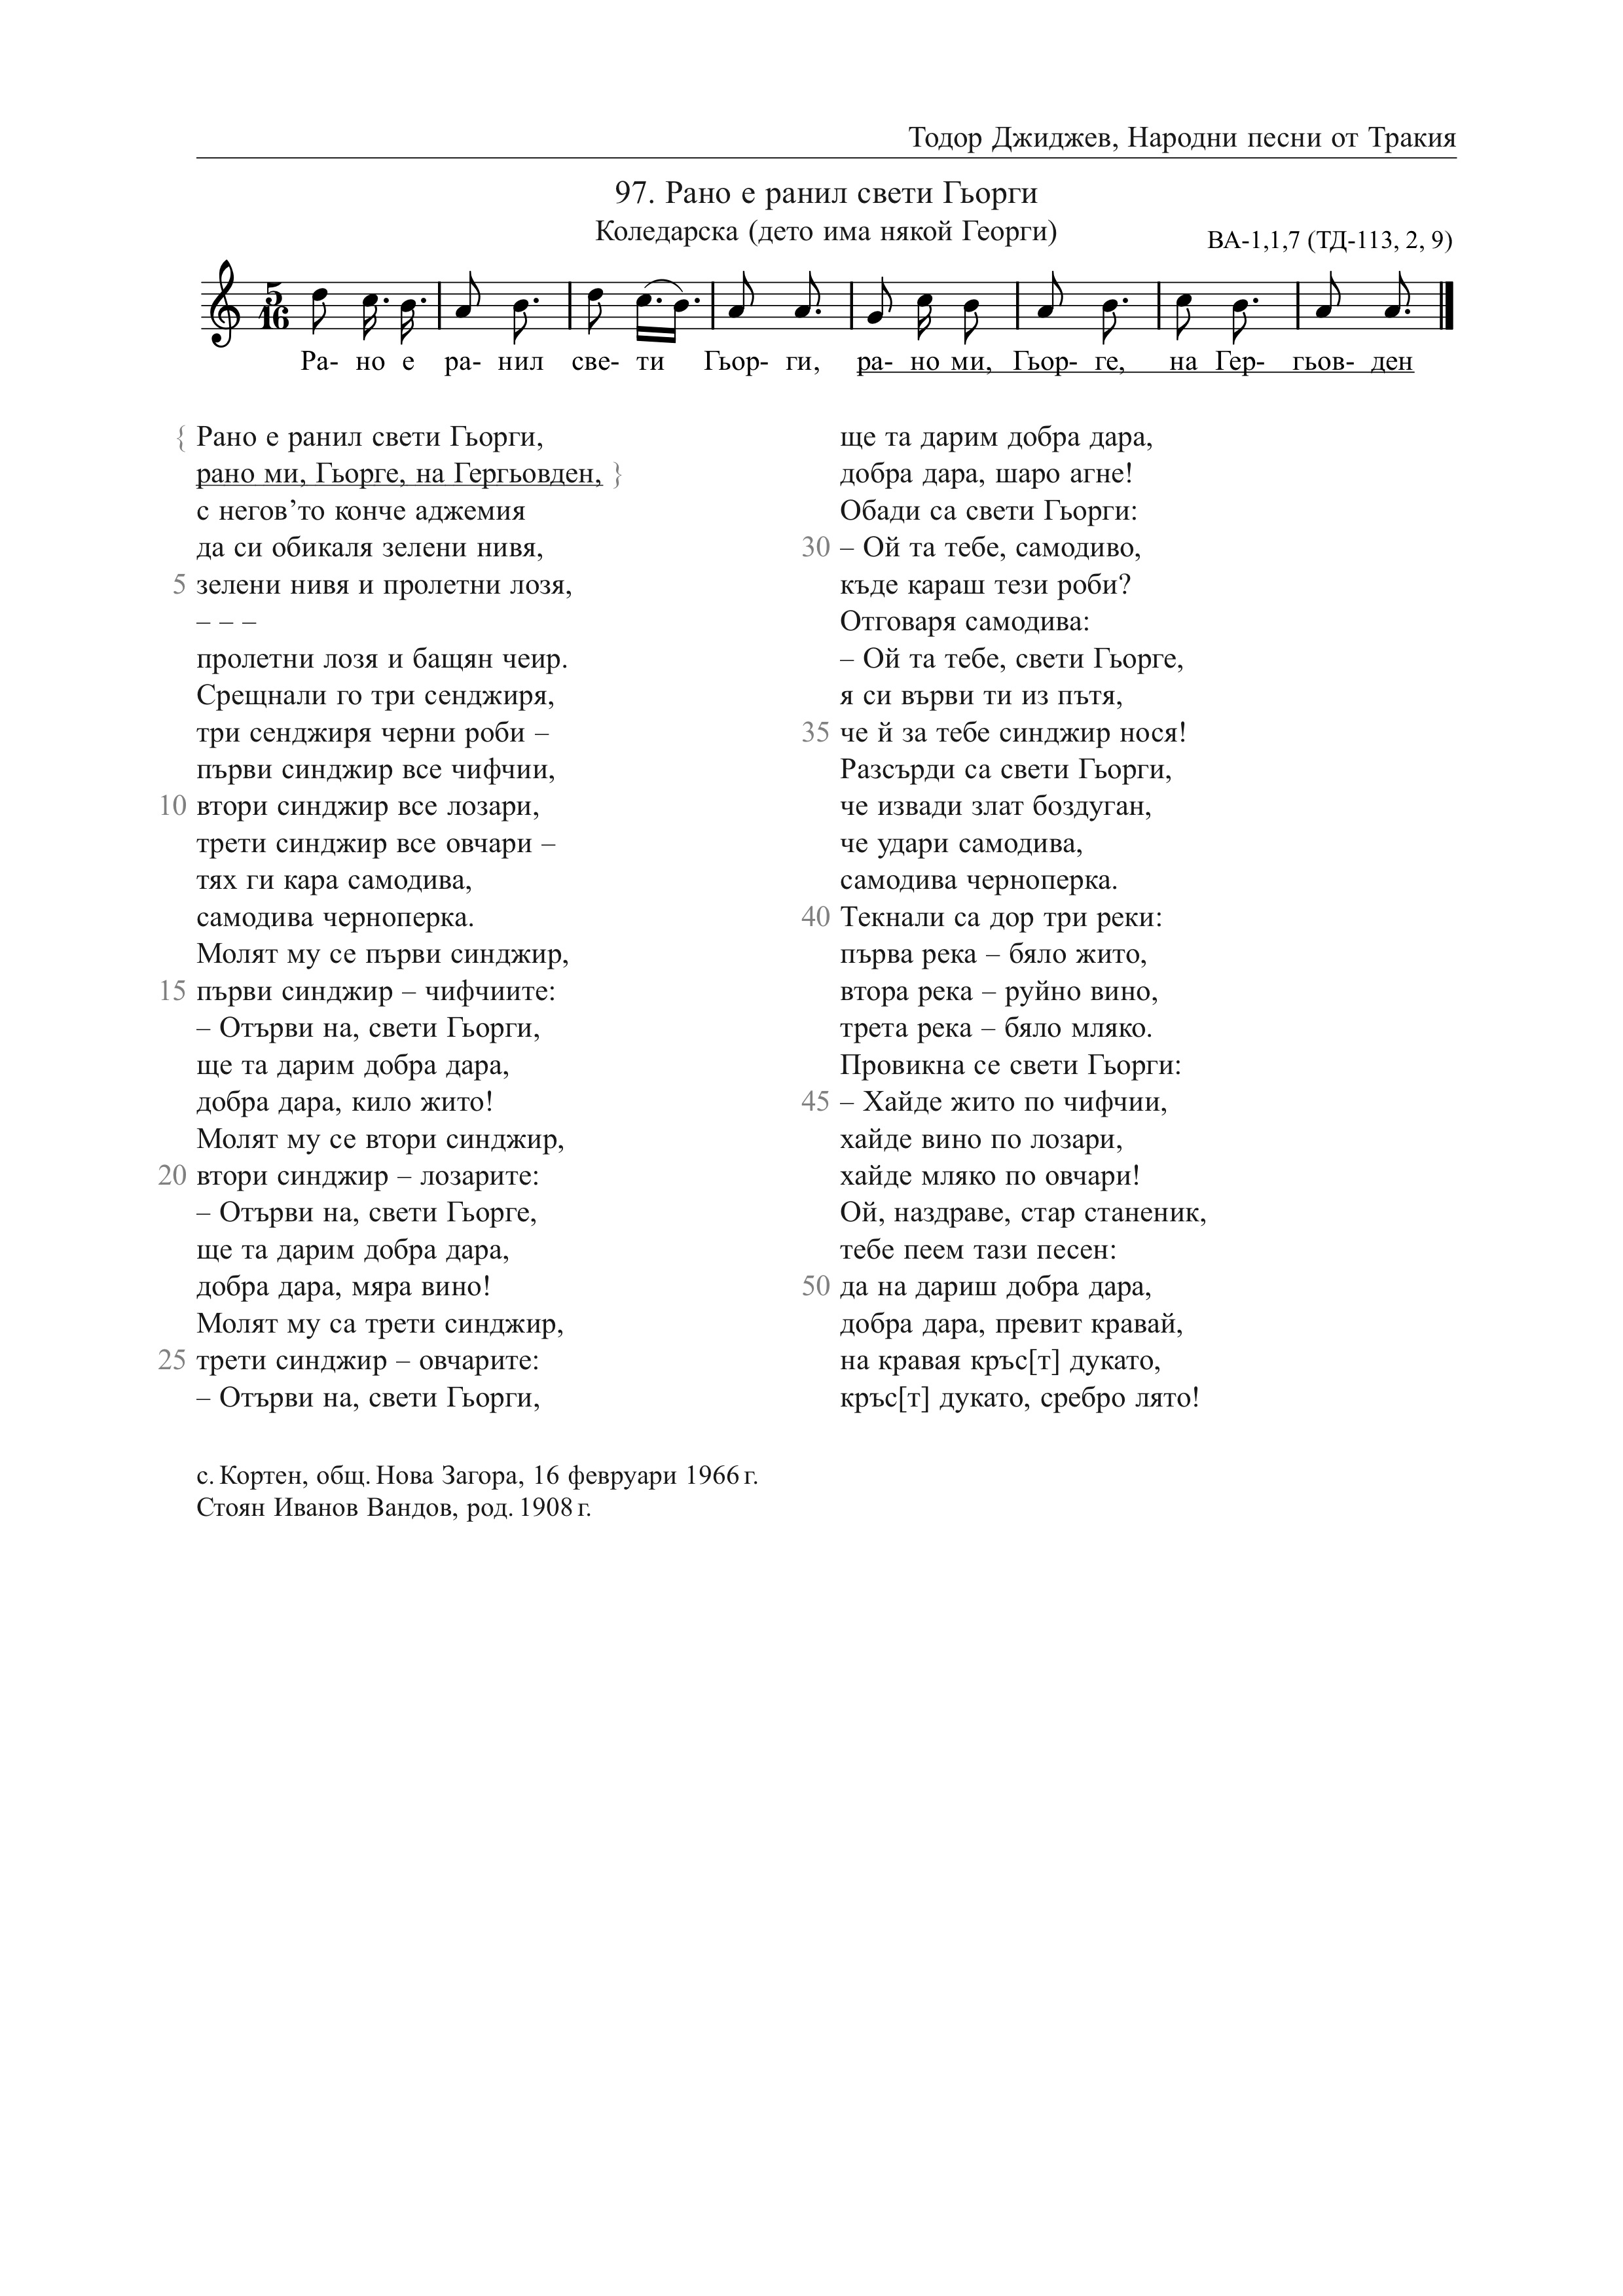 Тодор Джиджев, Народни песни от Тракия
97. Рано е ранил свети Гьорги
Коледарска (дето има някой Георги)
ВА-1,1,7 (ТД-113, 2, 9)
5
16
Ра- но е ра- нил све- ти Гьор- ги, ра- но ми, Гьор- ге, на Гер- гьов- ден
{ Рано е ранил свети Гьорги,
рано ми, Гьорге, на Гергьовден, }
с негов’то конче аджемия
да си обикаля зелени нивя,
5 зелени нивя и пролетни лозя,
– – –
пролетни лозя и бащян чеир.
Срещнали го три сенджиря,
три сенджиря черни роби –
първи синджир все чифчии,
10 втори синджир все лозари,
трети синджир все овчари –
тях ги кара самодива,
самодива черноперка.
Молят му се първи синджир,
15 първи синджир – чифчиите:
– Отърви на, свети Гьорги,
ще та дарим добра дара,
добра дара, кило жито!
Молят му се втори синджир,
20 втори синджир – лозарите:
– Отърви на, свети Гьорге,
ще та дарим добра дара,
добра дара, мяра вино!
Молят му са трети синджир,
25 трети синджир – овчарите:
– Отърви на, свети Гьорги,
ще та дарим добра дара,
добра дара, шаро агне!
Обади са свети Гьорги:
30 – Ой та тебе, самодиво,
къде караш тези роби?
Отговаря самодива:
– Ой та тебе, свети Гьорге,
я си върви ти из пътя,
35 че й за тебе синджир нося!
Разсърди са свети Гьорги,
че извади злат боздуган,
че удари самодива,
самодива черноперка.
40 Текнали са дор три реки:
първа река – бяло жито,
втора река – руйно вино,
трета река – бяло мляко.
Провикна се свети Гьорги:
45 – Хайде жито по чифчии,
хайде вино по лозари,
хайде мляко по овчари!
Ой, наздраве, стар станеник,
тебе пеем тази песен:
50 да на дариш добра дара,
добра дара, превит кравай,
на кравая кръс[т] дукато,
кръс[т] дукато, сребро лято!
с. Кортен, общ. Нова Загора, 16 февруари 1966 г.
Стоян Иванов Вандов, род. 1908 г.